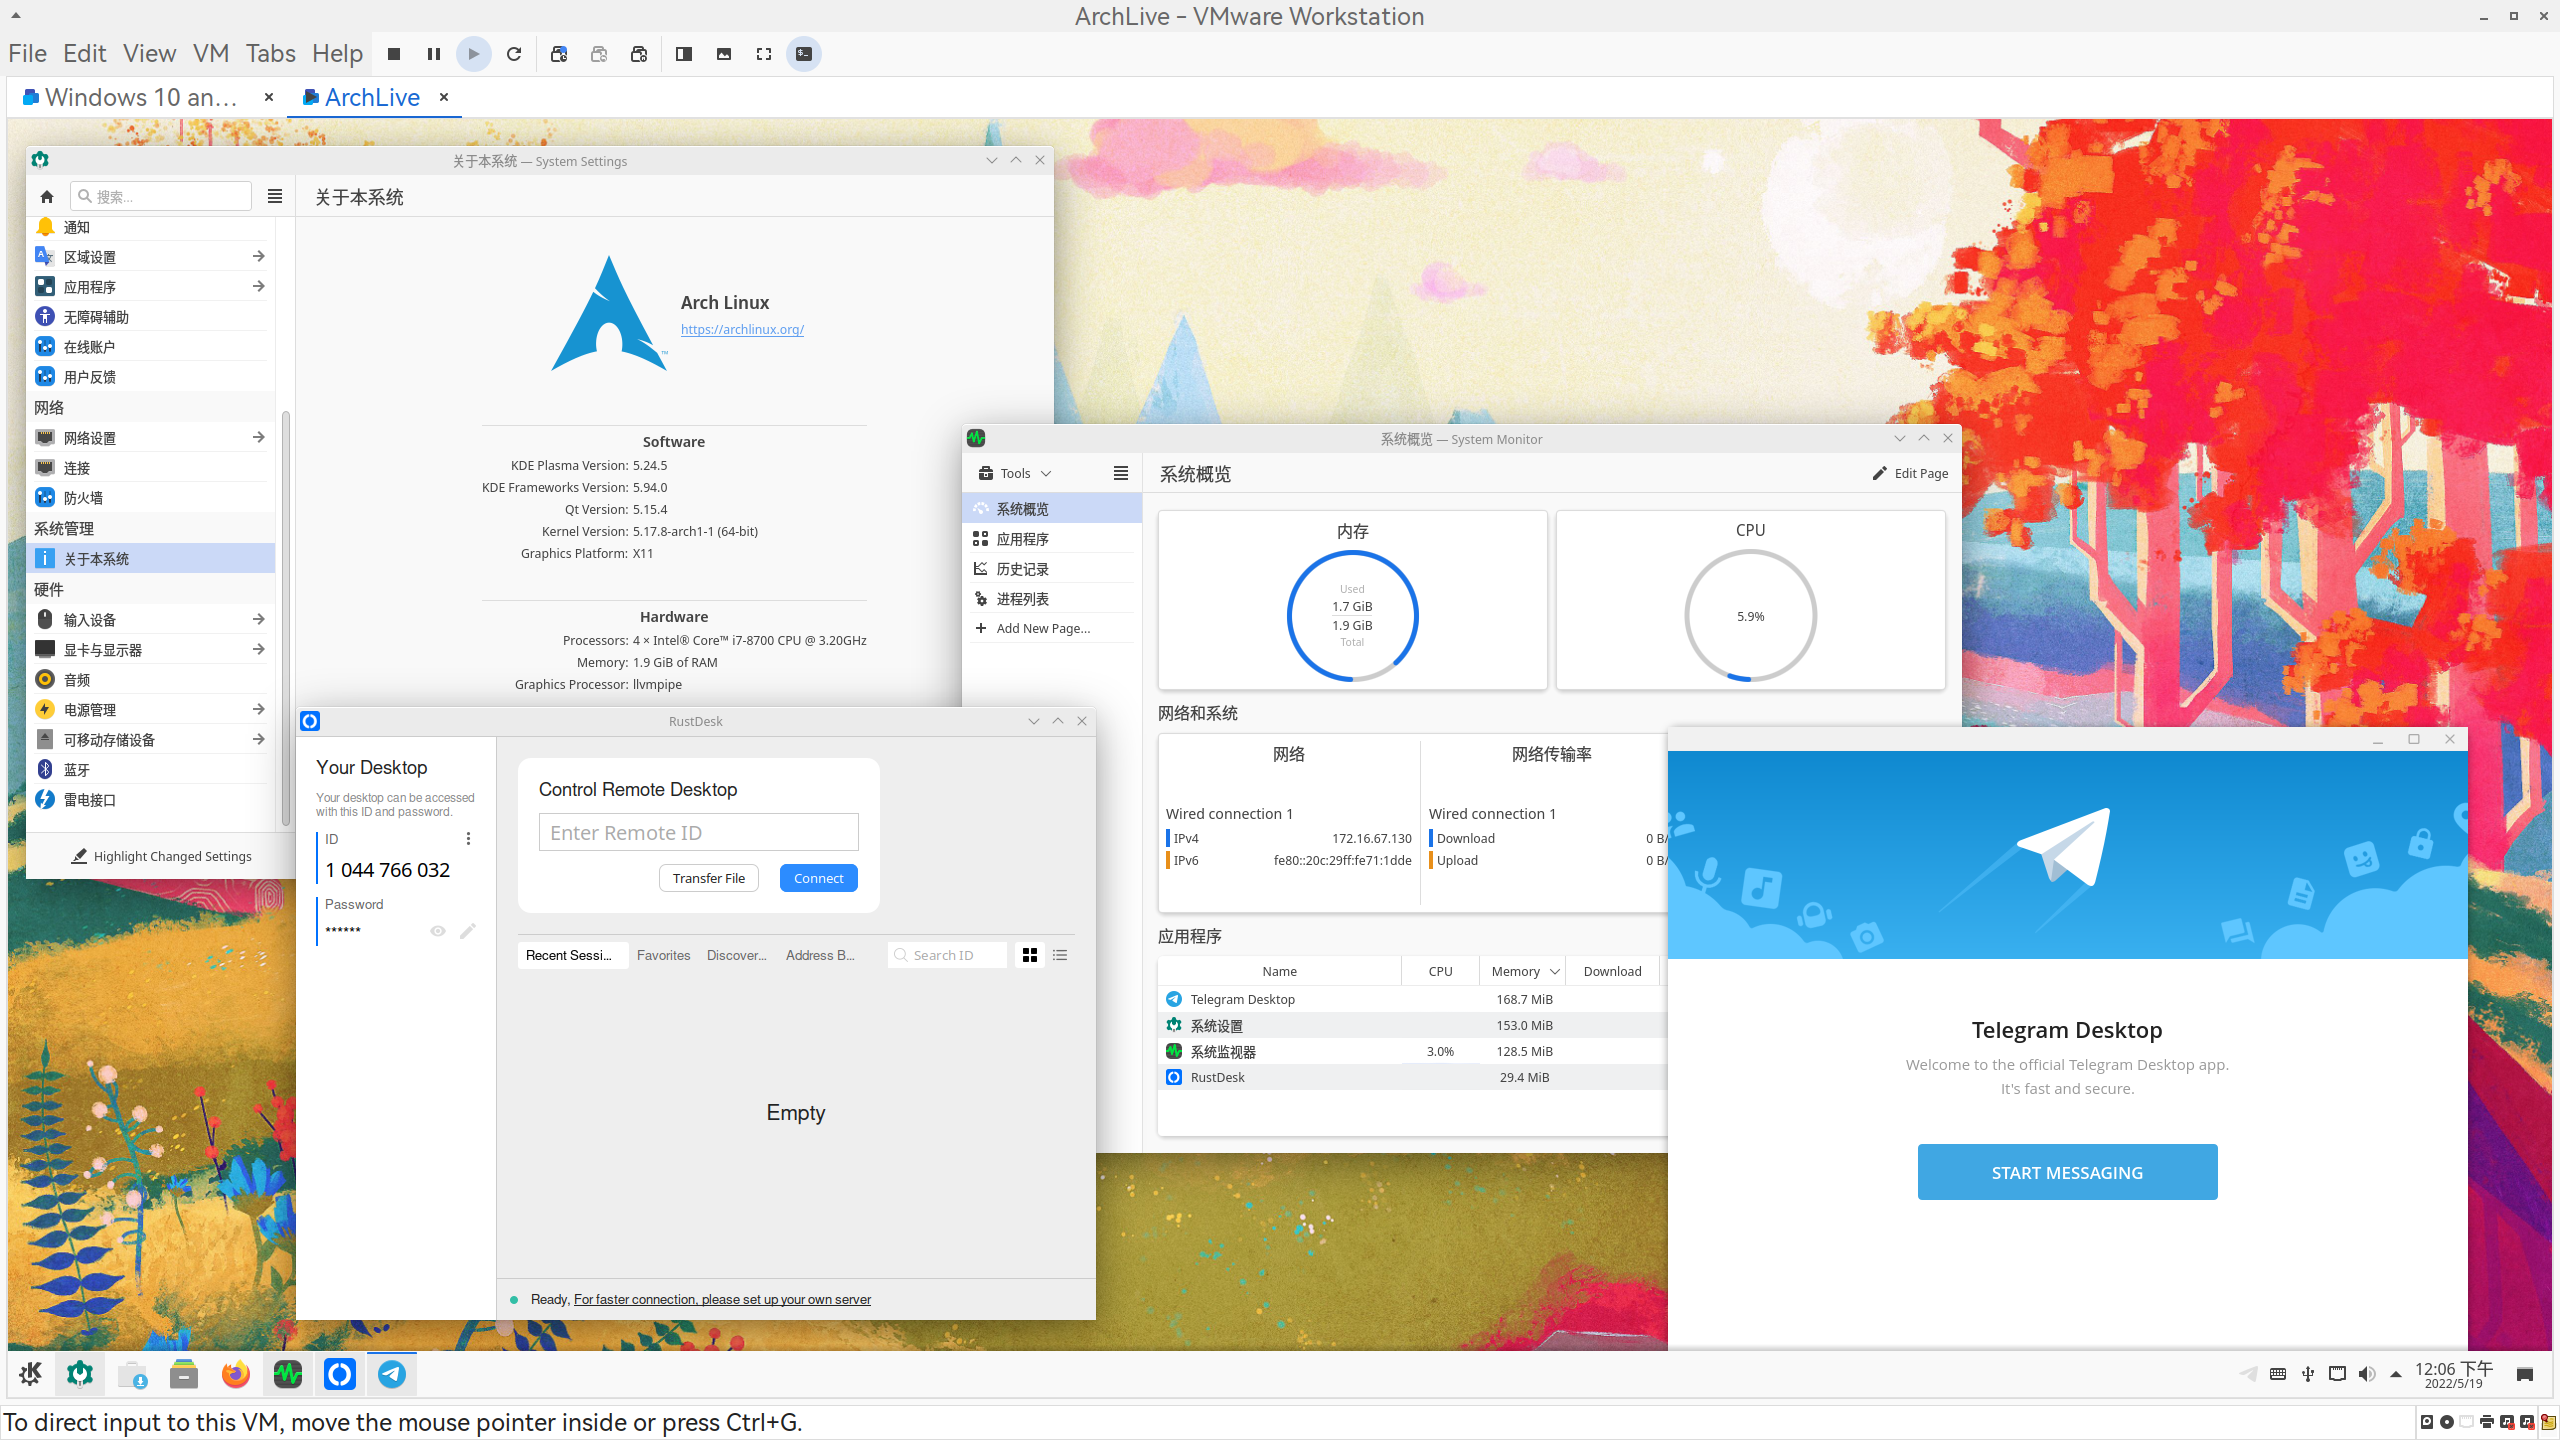 ArchLive - VMware Workstation
File Edit View VM Tabs Help
Windows 10 an...
ArchLive
关于本系统 — System Settings
搜索...
关于本系统
通知
区域设置
应用程序
无障碍辅助
在线账户
用户反馈
网络
网络设置
连接
防火墙
系统管理
关于本系统
硬件
输入设备
显卡与显示器
音频
电源管理
可移动存储设备
蓝牙
雷电接口
Highlight Changed Settings
Arch Linux
https://archlinux.org/
Software
KDE Plasma Version: 5.24.5
KDE Frameworks Version: 5.94.0
Qt Version: 5.15.4
Kernel Version: 5.17.8-arch1-1 (64-bit)
Graphics Platform: X11
Hardware
Processors: 4 × Intel® Core™ i7-8700 CPU @ 3.20GHz
Memory: 1.9 GiB of RAM
Graphics Processor: llvmpipe
系统概览 — System Monitor
Tools
系统概览
Edit Page
系统概览
应用程序
历史记录
进程列表
Add New Page...
内存
Used
1.7 GiB
1.9 GiB
Total
CPU
5.9%
网络和系统
网络
Wired connection 1
IPv4 172.16.67.130
IPv6 fe80::20c:29ff:fe71:1dde
网络传输率
Wired connection 1
Download 0 B/
Upload 0 B/
应用程序
Name CPU Memory Download
Telegram Desktop 168.7 MiB
系统设置 153.0 MiB
系统监视器 3.0% 128.5 MiB
RustDesk 29.4 MiB
RustDesk
Your Desktop
Your desktop can be accessed
with this ID and password.
ID
1 044 766 032
Password
******
Control Remote Desktop
Enter Remote ID
Transfer File
Connect
Recent Sessi... Favorites Discover... Address B...
Search ID
Empty
Ready, For faster connection, please set up your own server
Telegram Desktop
Welcome to the official Telegram Desktop app.
It's fast and secure.
START MESSAGING
12:06 下午
2022/5/19
To direct input to this VM, move the mouse pointer inside or press Ctrl+G.